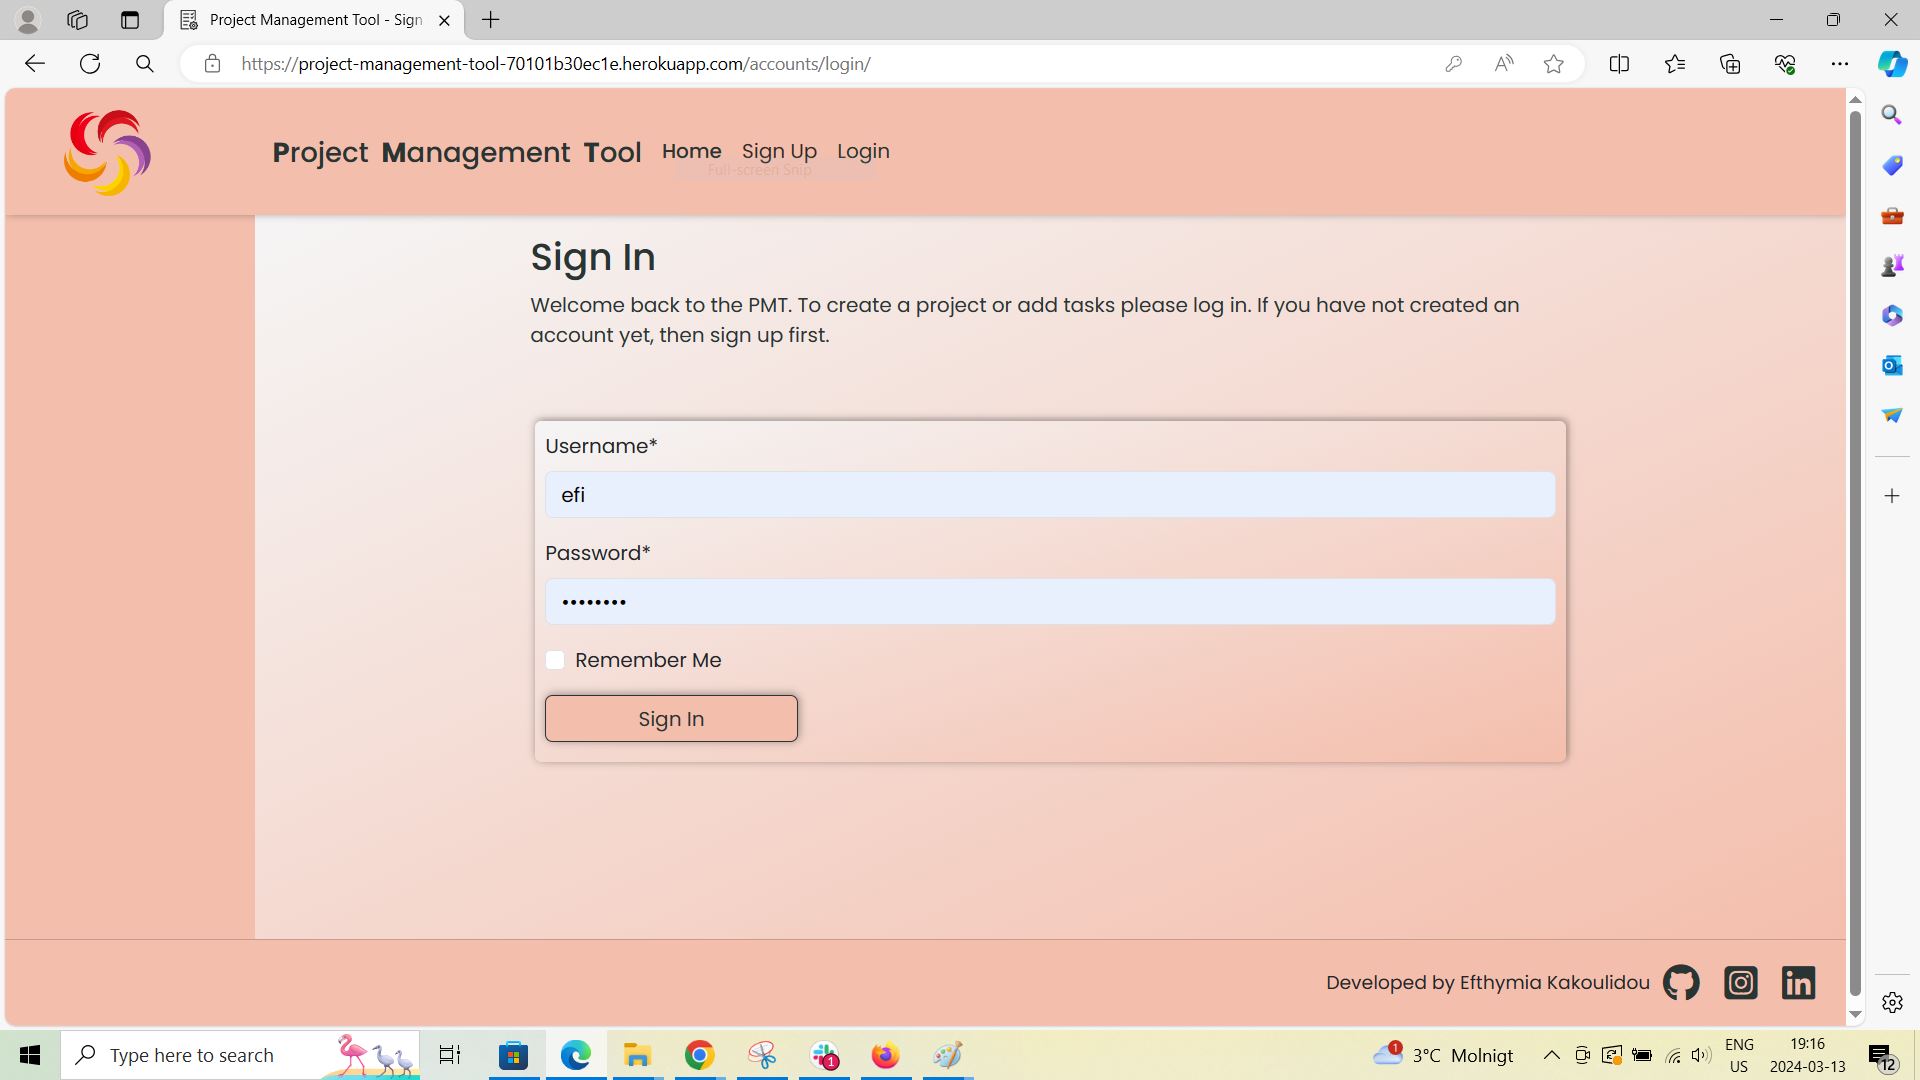 Project Management Tool - Sign
https://project-management-tool-70101b30ec1e.herokuapp.com/accounts/login/
Project Management Tool Home Sign Up Login
Full-screen Snip
Sign In
Welcome back to the PMT. To create a project or add tasks please log in. If you have not created an
account yet, then sign up first.
Username*
efi
Password*
••••••••
Remember Me
Sign In
Developed by Efthymia Kakoulidou
Type here to search
1
1
3°C Molnigt
ENG
US
19:16
2024-03-13
12